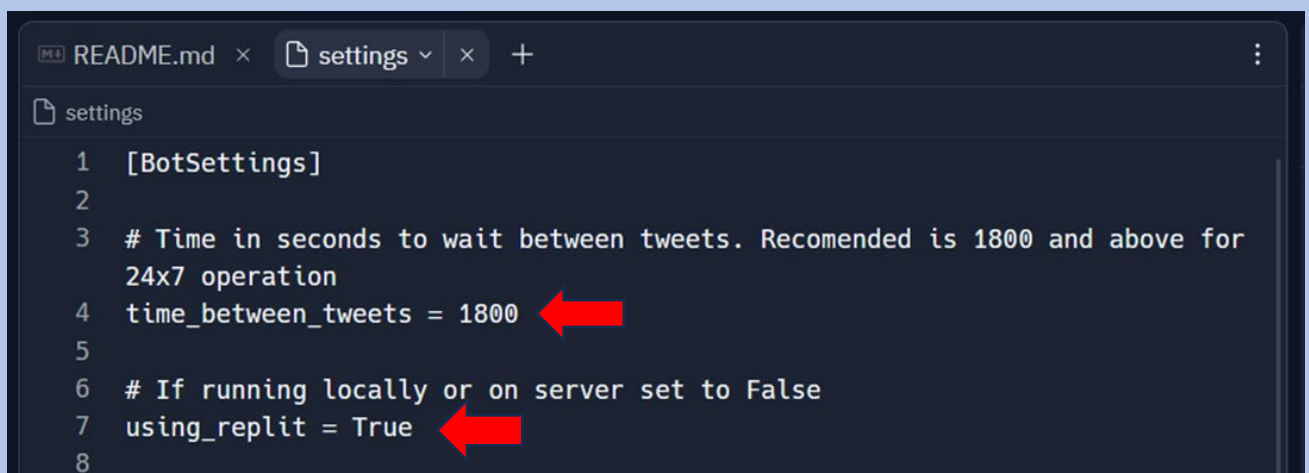 README.md × settings × +
settings
1 [BotSettings]
2
3 # Time in seconds to wait between tweets. Recomended is 1800 and above for
24x7 operation
4 time_between_tweets = 1800
5
6 # If running locally or on server set to False
7 using_replit = True
8